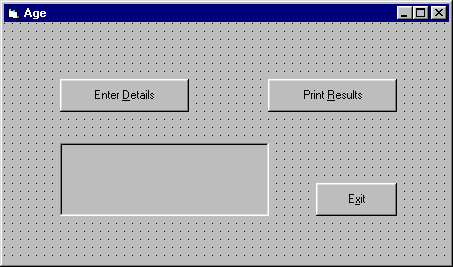 Age
Enter Details
Print Results
Exit